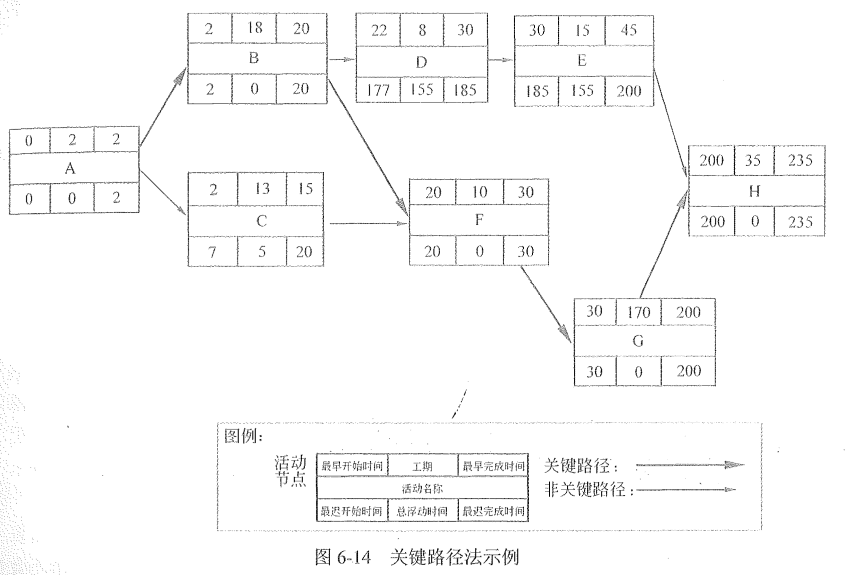 2 18 20
B
2 0 20
22 8 30
D
177 155 185
30 15 45
E
185 155 200
0 2 2
A
0 0 2
2 13 15
C
7 5 20
20 10 30
F
20 0 30
200 35 235
H
200 0 235
30 170 200
G
30 0 200
图例：
活动
节点
最早开始时间 工期 最早完成时间
活动名称
最迟开始时间 总浮动时间 最迟完成时间
关键路径：
非关键路径：
图 6-14 关键路径法示例